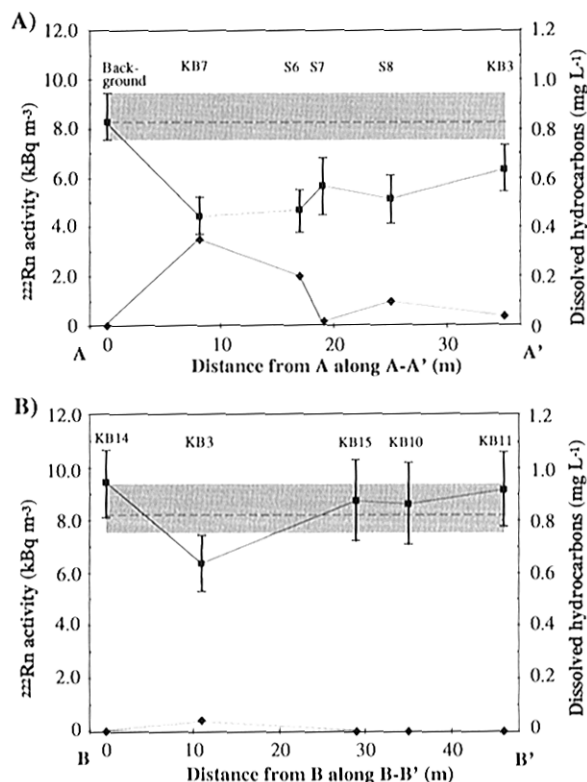 A)
12.0
10.0
8.0
6.0
4.0
2.0
0
²²²Rn activity (kBq m⁻³)
Back-
ground
KB7
S6
S7
S8
KB3
1.2
1.0
0.8
0.6
0.4
0.2
0
Dissolved hydrocarbons (mg L⁻¹)
0 10 20 30
A Distance from A along A-A' (m) A'
B)
12.0
10.0
8.0
6.0
4.0
2.0
0
²²²Rn activity (kBq m⁻³)
KB14
KB3
KB15
KB10
KB11
1.2
1.0
0.8
0.6
0.4
0.2
0
Dissolved hydrocarbons (mg L⁻¹)
0 10 20 30 40
B Distance from B along B-B' (m) B'